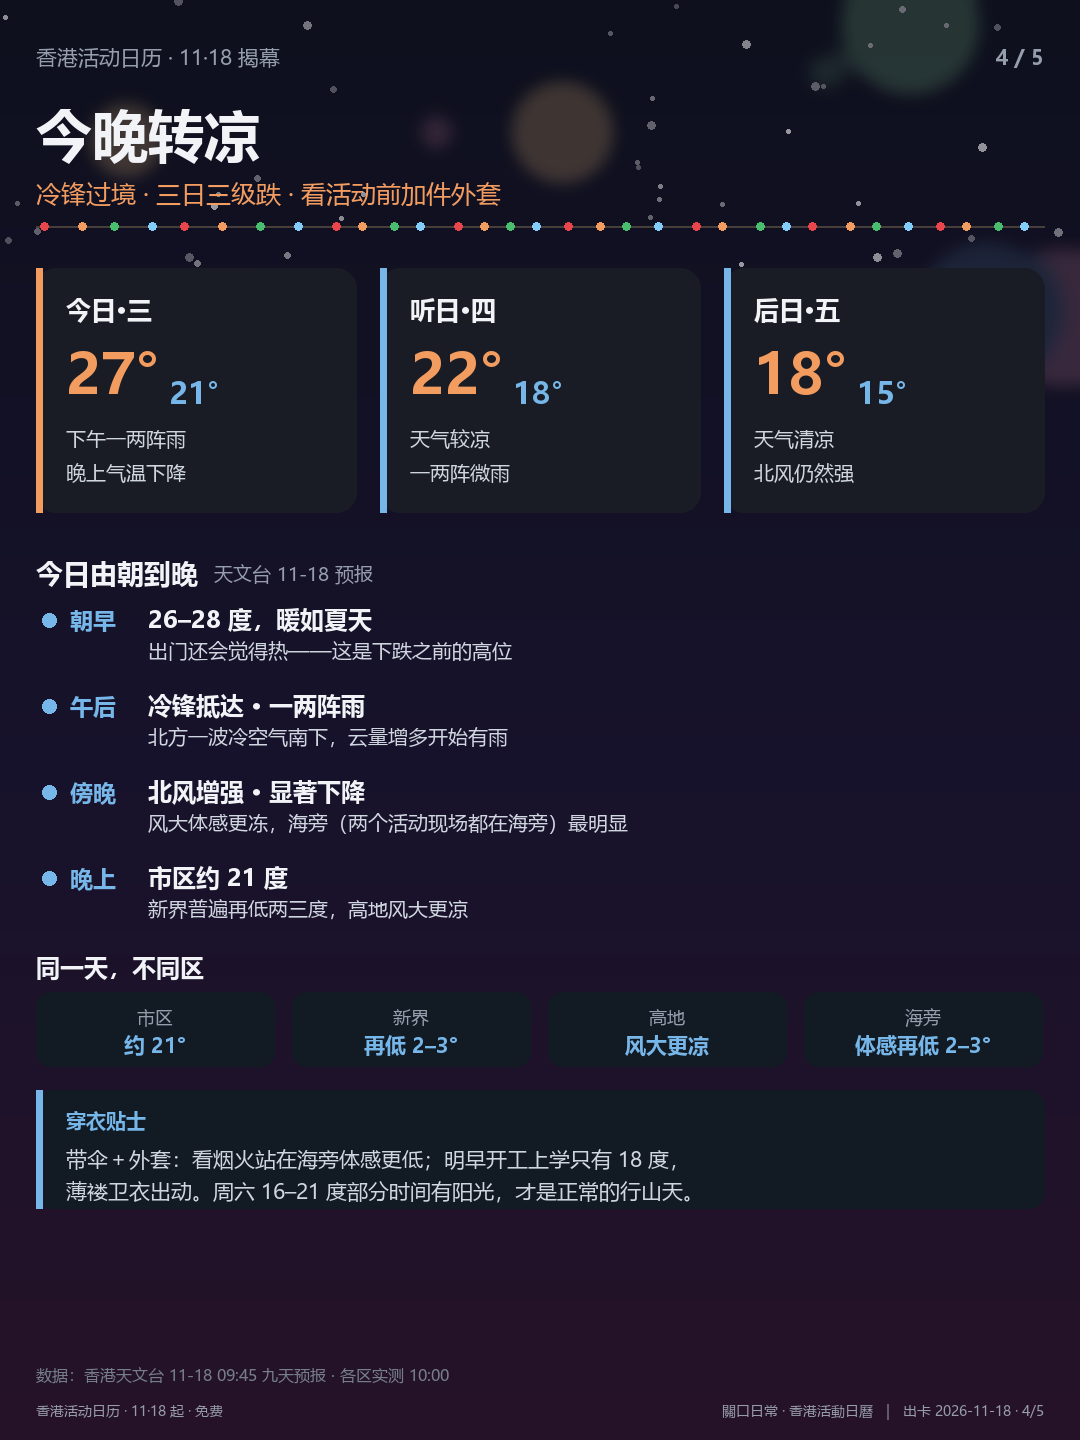 香港活动日历 · 11·18 揭幕
4 / 5
今晚转凉
冷锋过境 · 三日三级跌 · 看活动前加件外套
今日·三
27° 21°
下午一两阵雨
晚上气温下降
听日·四
22° 18°
天气较凉
一两阵微雨
后日·五
18° 15°
天气清凉
北风仍然强
今日由朝到晚 天文台 11-18 预报
朝早 26–28 度，暖如夏天
出门还会觉得热——这是下跌之前的高位
午后 冷锋抵达 · 一两阵雨
北方一波冷空气南下，云量增多开始有雨
傍晚 北风增强 · 显著下降
风大体感更冻，海旁（两个活动现场都在海旁）最明显
晚上 市区约 21 度
新界普遍再低两三度，高地风大更凉
同一天，不同区
市区
约 21°
新界
再低 2–3°
高地
风大更凉
海旁
体感再低 2–3°
穿衣贴士
带伞 + 外套：看烟火站在海旁体感更低；明早开工上学只有 18 度，
薄褛卫衣出动。周六 16–21 度部分时间有阳光，才是正常的行山天。
数据：香港天文台 11-18 09:45 九天预报 · 各区实测 10:00
香港活动日历 · 11·18 起 · 免费
關口日常 · 香港活動日曆 ｜ 出卡 2026-11-18 · 4/5